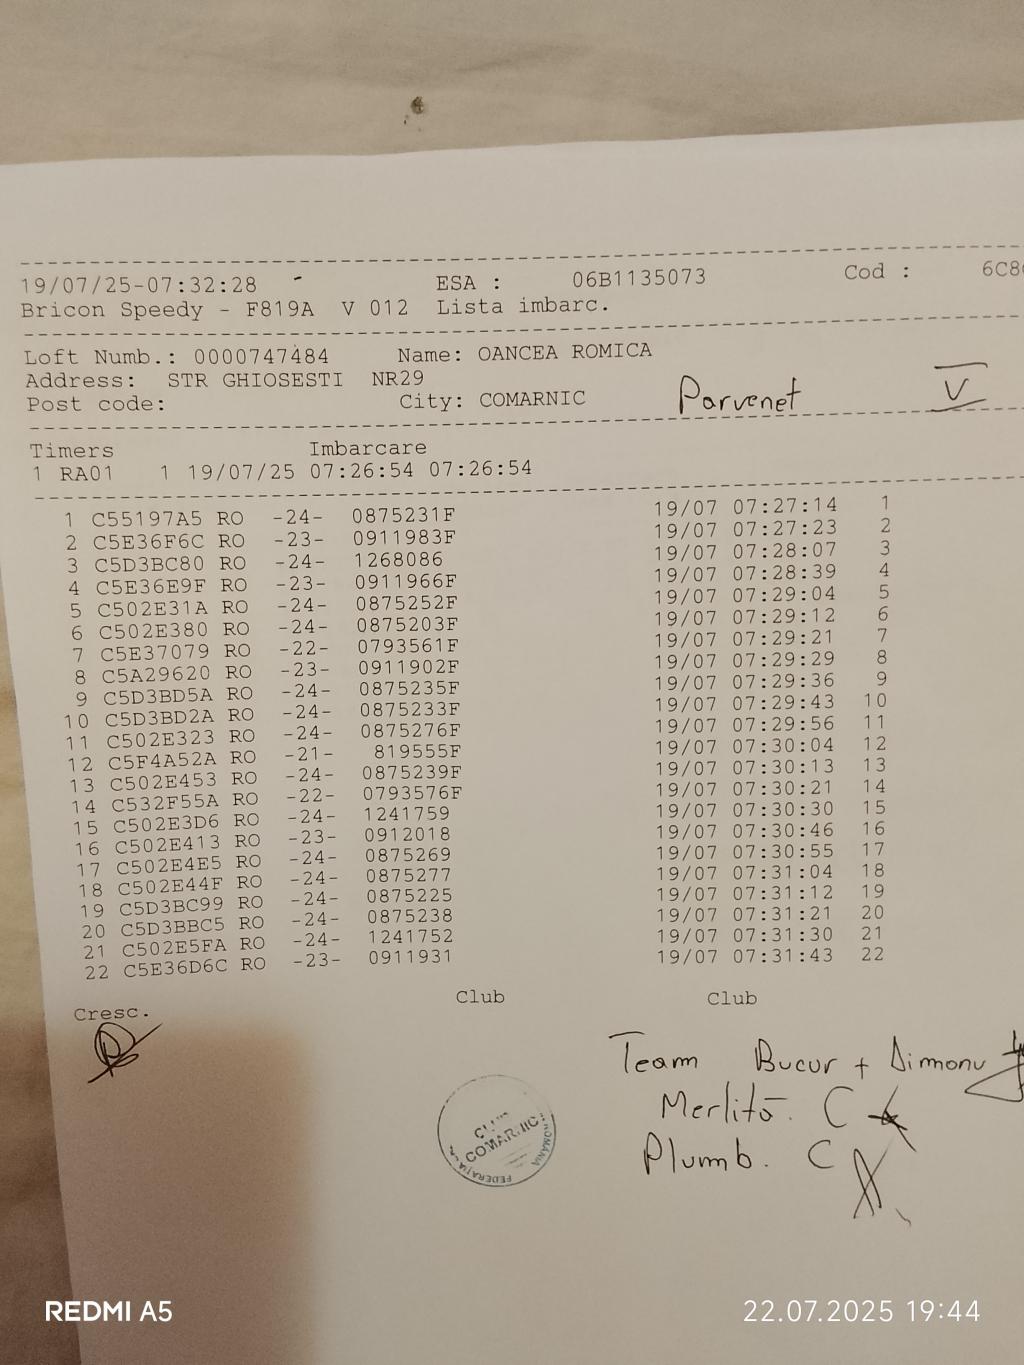 19/07/25-07:32:28 - ESA : 06B1135073 Cod :
Bricon Speedy - F819A V 012 Lista imbarc.
Loft Numb.: 0000747484 Name: OANCEA ROMICA
Address: STR GHIOSESTI NR29
Post code: City: COMARNIC
Parvenet V
Timers Imbarcare
1 RA01 1 19/07/25 07:26:54 07:26:54
1 C55197A5 RO -24- 0875231F 19/07 07:27:14 1
2 C5E36F6C RO -23- 0911983F 19/07 07:27:23 2
3 C5D3BC80 RO -24- 1268086 19/07 07:28:07 3
4 C5E36E9F RO -23- 0911966F 19/07 07:28:39 4
5 C502E31A RO -24- 0875252F 19/07 07:29:04 5
6 C502E380 RO -24- 0875203F 19/07 07:29:12 6
7 C5E37079 RO -22- 0793561F 19/07 07:29:21 7
8 C5A29620 RO -23- 0911902F 19/07 07:29:29 8
9 C5D3BD5A RO -24- 0875235F 19/07 07:29:36 9
10 C5D3BD2A RO -24- 0875233F 19/07 07:29:43 10
11 C502E323 RO -24- 0875276F 19/07 07:29:56 11
12 C5F4A52A RO -21- 819555F 19/07 07:30:04 12
13 C502E453 RO -24- 0875239F 19/07 07:30:13 13
14 C532F55A RO -22- 0793576F 19/07 07:30:21 14
15 C502E3D6 RO -24- 1241759 19/07 07:30:30 15
16 C502E413 RO -23- 0912018 19/07 07:30:46 16
17 C502E4E5 RO -24- 0875269 19/07 07:30:55 17
18 C502E44F RO -24- 0875277 19/07 07:31:04 18
19 C5D3BC99 RO -24- 0875225 19/07 07:31:12 19
20 C5D3BBC5 RO -24- 0875238 19/07 07:31:21 20
21 C502E5FA RO -24- 1241752 19/07 07:31:30 21
22 C5E36D6C RO -23- 0911931 19/07 07:31:43 22
Cresc. Club Club
Team Bucur +
Merlită. C
Plumb. C
CLUB
COMARNIC
ROMANIA
REDMI A5 22.07.2025 19:44